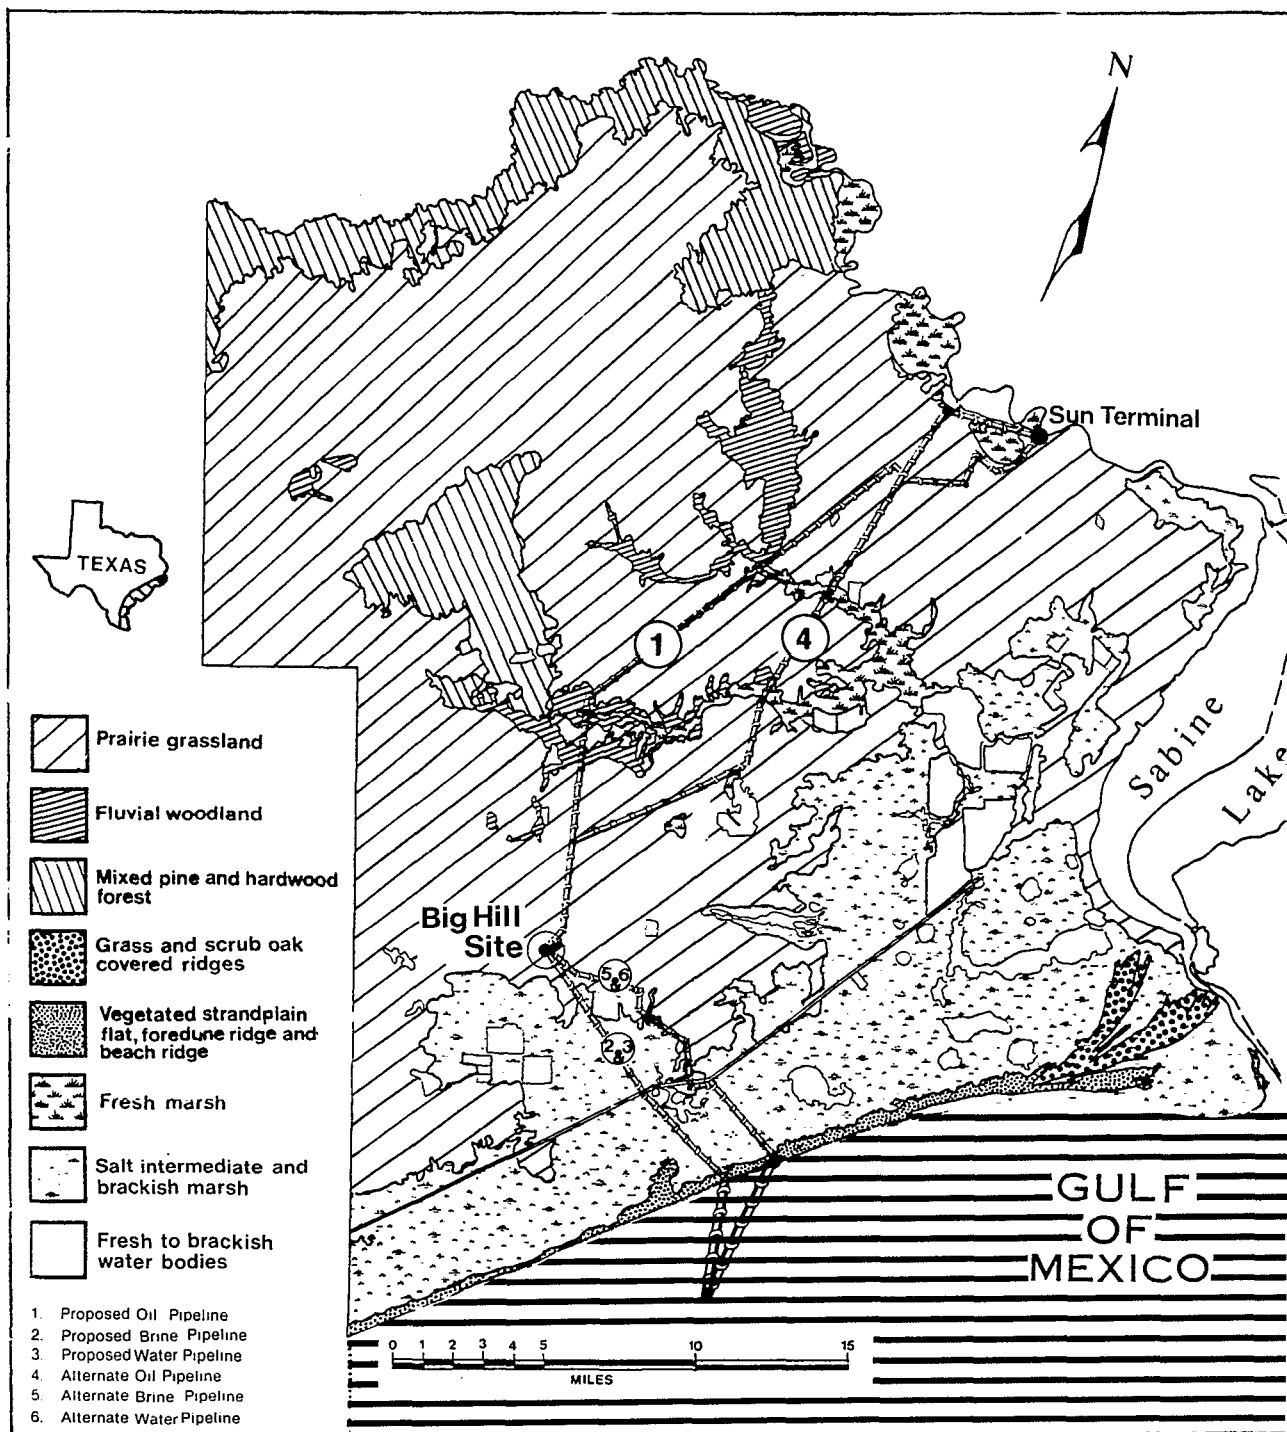 N
Sun Terminal
TEXAS
1
4
Sabine
Lake
Prairie grassland
Fluvial woodland
Mixed pine and hardwood
forest
Grass and scrub oak
covered ridges
Vegetated strandplain
flat, foredune ridge and
beach ridge
Fresh marsh
Salt intermediate and
brackish marsh
Fresh to brackish
water bodies
Big Hill
Site
5&6
2&3
GULF
OF
MEXICO
1. Proposed Oil Pipeline
2. Proposed Brine Pipeline
3. Proposed Water Pipeline
4. Alternate Oil Pipeline
5. Alternate Brine Pipeline
6. Alternate Water Pipeline
0 1 2 3 4 5 10 15
MILES